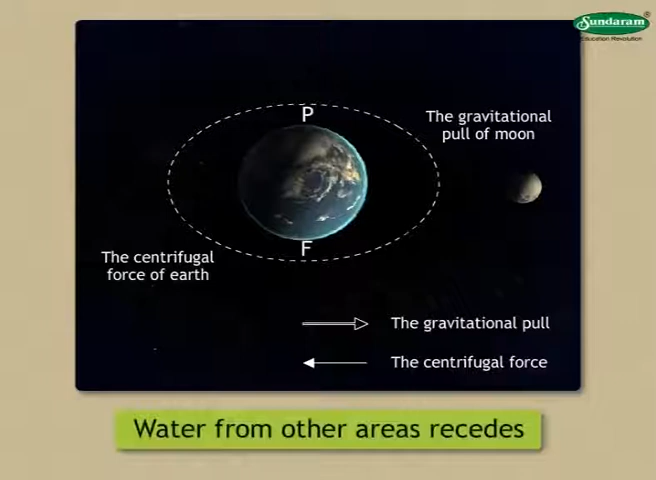 Sundaram®
Education Revolution
P
The gravitational
pull of moon
F
The centrifugal
force of earth
The gravitational pull
The centrifugal force
Water from other areas recedes